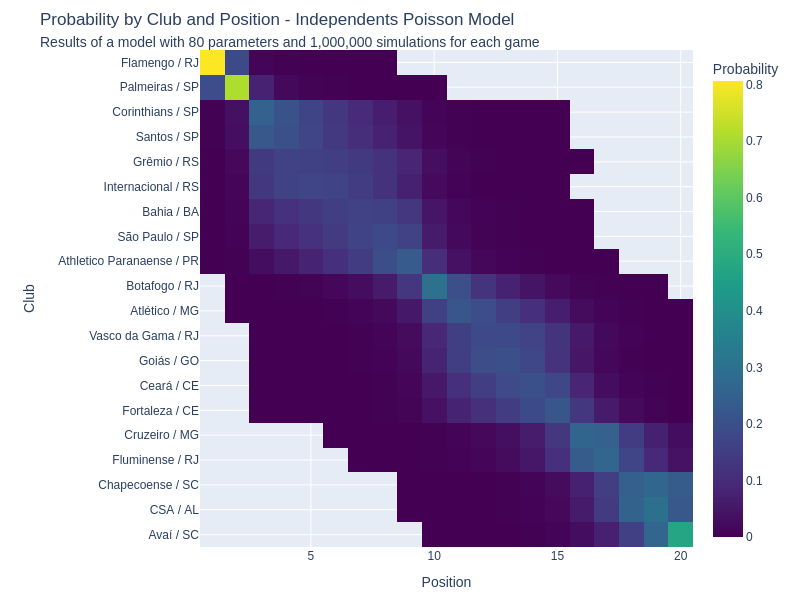 Probability by Club and Position - Independents Poisson Model
Results of a model with 80 parameters and 1,000,000 simulations for each game
Probability
Flamengo / RJ
Palmeiras / SP
Corinthians / SP
Santos / SP
Grêmio / RS
Internacional / RS
Bahia / BA
São Paulo / SP
Athletico Paranaense / PR
Botafogo / RJ
Atlético / MG
Vasco da Gama / RJ
Goiás / GO
Ceará / CE
Fortaleza / CE
Cruzeiro / MG
Fluminense / RJ
Chapecoense / SC
CSA / AL
Avaí / SC
Club
5
10
15
20
Position
0.8
0.7
0.6
0.5
0.4
0.3
0.2
0.1
0